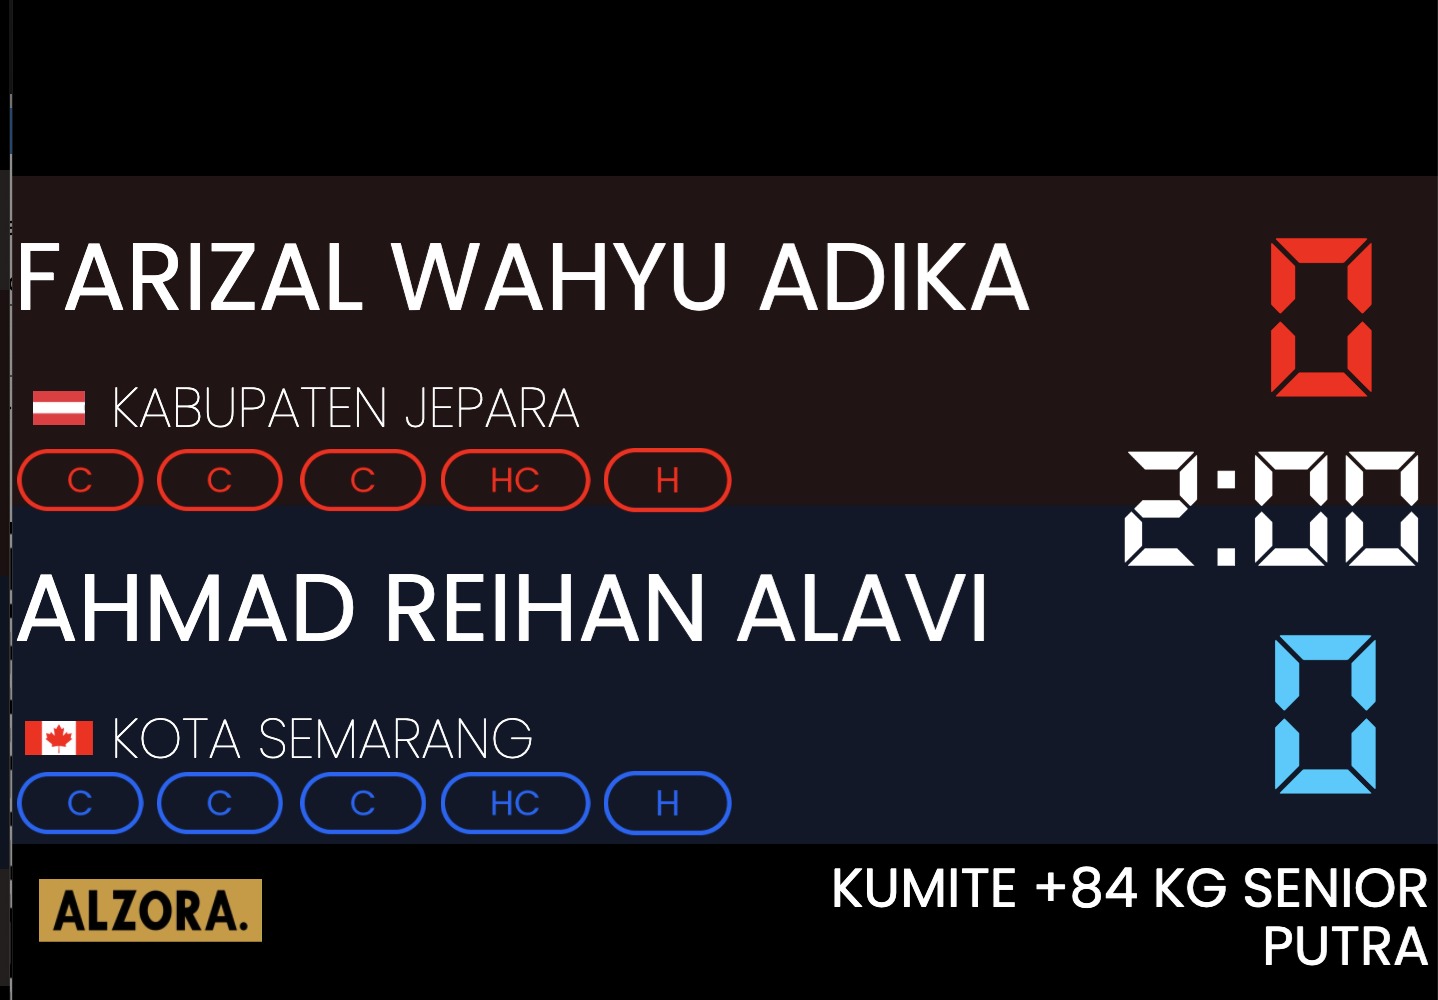 FARIZAL WAHYU ADIKA
0
KABUPATEN JEPARA
C C C HC H
2:00
AHMAD REIHAN ALAVI
0
KOTA SEMARANG
C C C HC H
ALZORA.
KUMITE +84 KG SENIOR
PUTRA